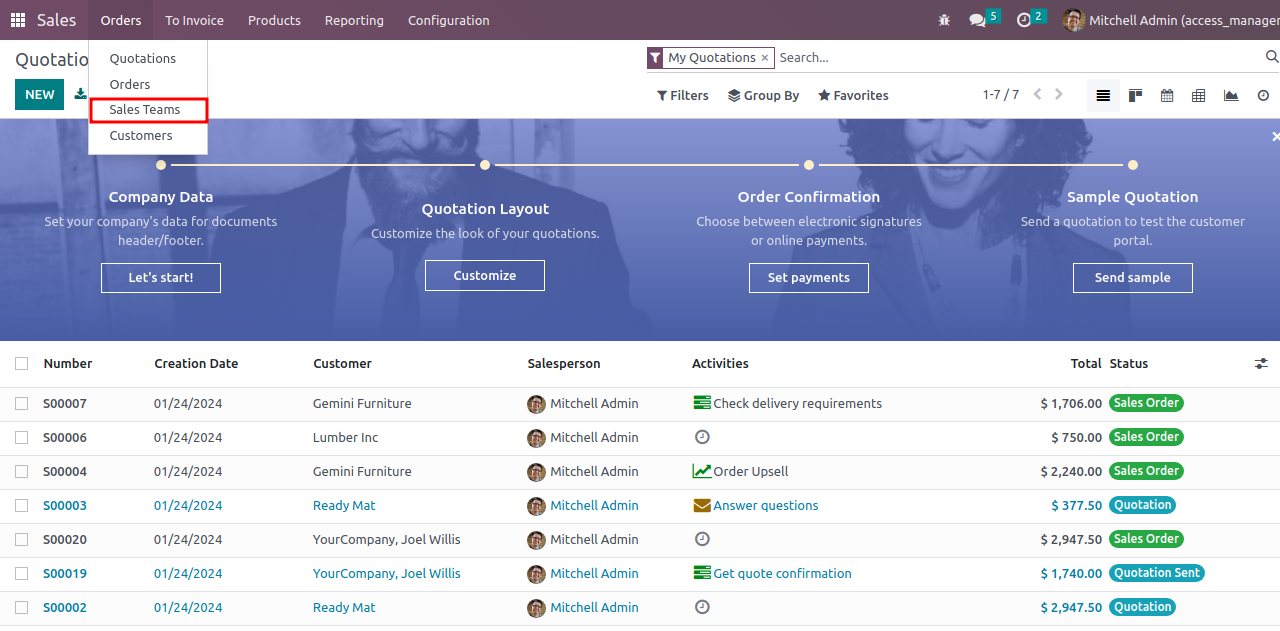 Sales Orders To Invoice Products Reporting Configuration 5 2 Mitchell Admin (access_manager
Quotatio My Quotations × Search...
Quotations
Orders
Sales Teams
Customers
NEW Filters Group By Favorites 1-7 / 7
Company Data
Set your company's data for documents
header/footer.
Let's start!
Quotation Layout
Customize the look of your quotations.
Customize
Order Confirmation
Choose between electronic signatures
or online payments.
Set payments
Sample Quotation
Send a quotation to test the customer
portal.
Send sample
Number Creation Date Customer Salesperson Activities Total Status
S00007 01/24/2024 Gemini Furniture Mitchell Admin Check delivery requirements $ 1,706.00 Sales Order
S00006 01/24/2024 Lumber Inc Mitchell Admin $ 750.00 Sales Order
S00004 01/24/2024 Gemini Furniture Mitchell Admin Order Upsell $ 2,240.00 Sales Order
S00003 01/24/2024 Ready Mat Mitchell Admin Answer questions $ 377.50 Quotation
S00020 01/24/2024 YourCompany, Joel Willis Mitchell Admin $ 2,947.50 Sales Order
S00019 01/24/2024 YourCompany, Joel Willis Mitchell Admin Get quote confirmation $ 1,740.00 Quotation Sent
S00002 01/24/2024 Ready Mat Mitchell Admin $ 2,947.50 Quotation